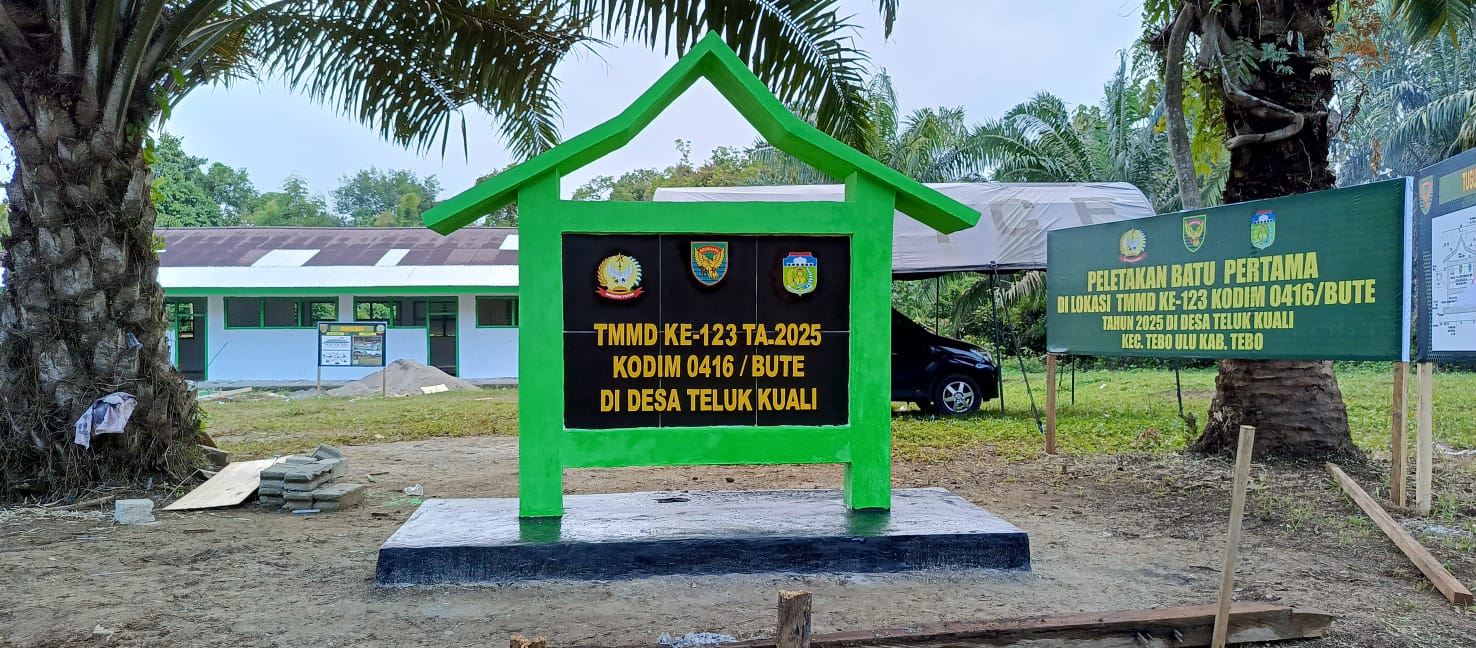 TMMD KE-123 TA.2025
KODIM 0416 / BUTE
DI DESA TELUK KUALI
PELETAKAN BATU PERTAMA
DI LOKASI TMMD KE-123 KODIM 0416/BUTE
TAHUN 2025 DI DESA TELUK KUALI
KEC. TEBO ULU KAB. TEBO